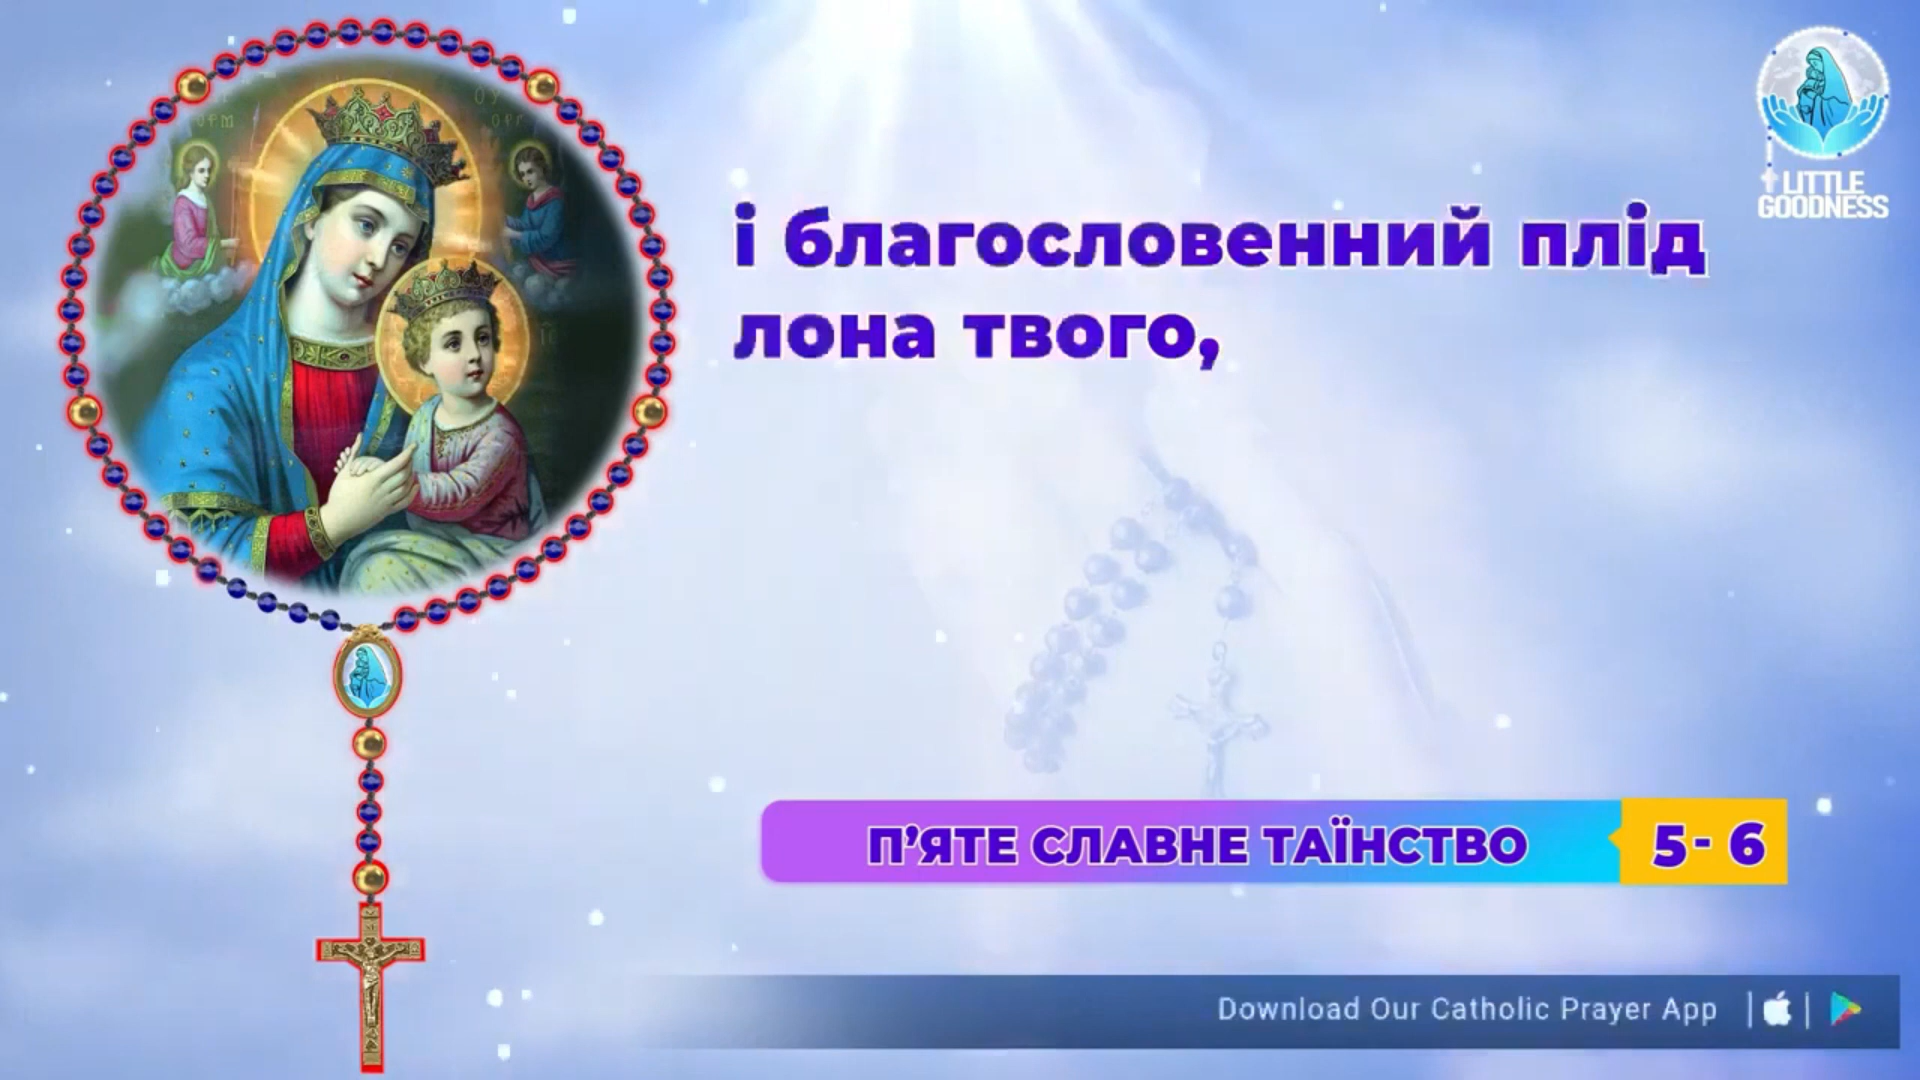 LITTLE
GOODNESS
і благословенний плід
лона твого,
П’ЯТЕ СЛАВНЕ ТАЇНСТВО 5 - 6
Download Our Catholic Prayer App